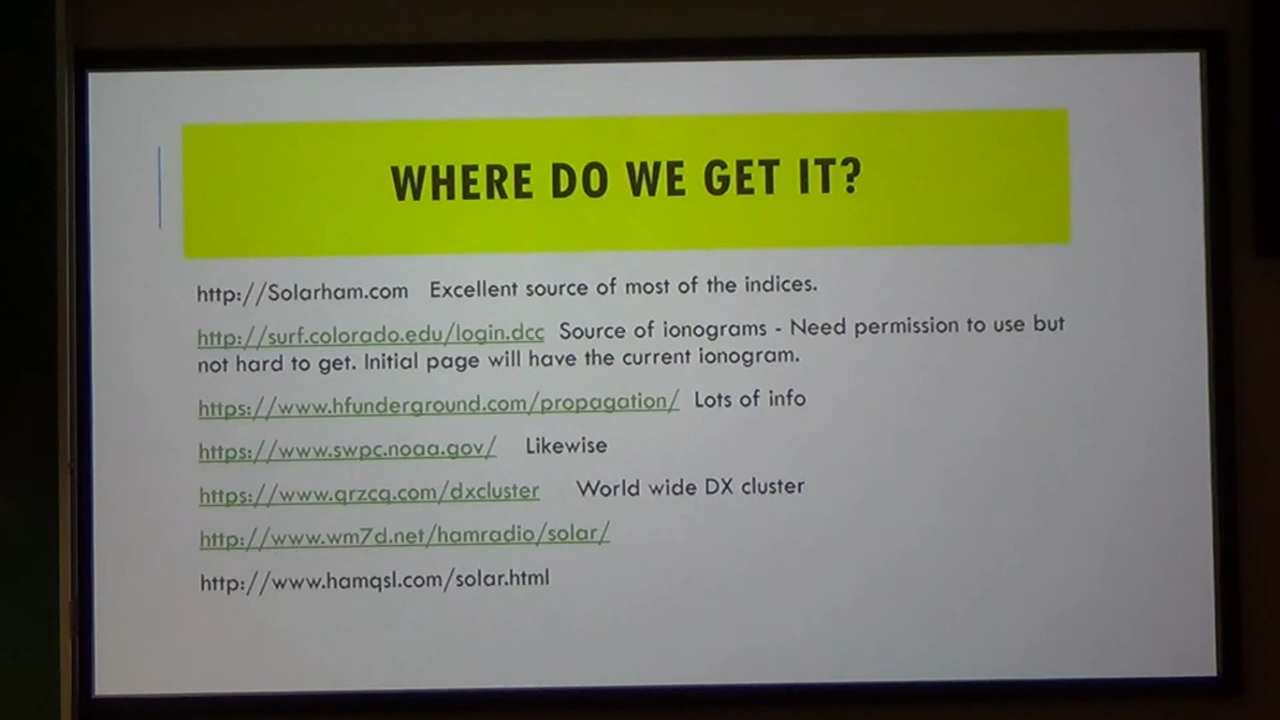 WHERE DO WE GET IT?
http://Solarham.com Excellent source of most of the indices.
http://surf.colorado.edu/login.dcc Source of ionograms - Need permission to use but
not hard to get. Initial page will have the current ionogram.
https://www.hfunderground.com/propagation/ Lots of info
https://www.swpc.noaa.gov/ Likewise
https://www.qrzcq.com/dxcluster World wide DX cluster
http://www.wm7d.net/hamradio/solar/
http://www.hamqsl.com/solar.html